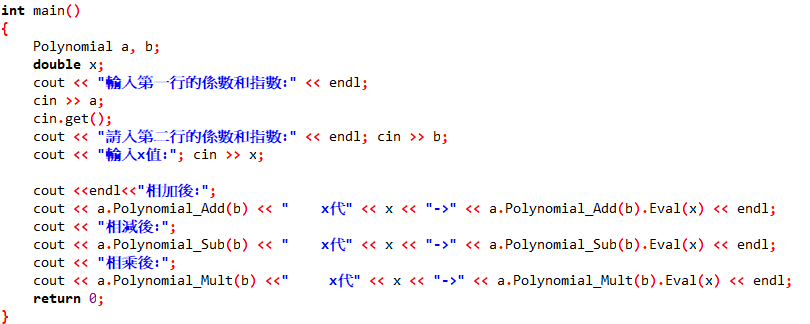 int main()
{
    Polynomial a, b;
    double x;
    cout << "輸入第一行的係數和指數:" << endl;
    cin >> a;
    cin.get();
    cout << "請入第二行的係數和指數:" << endl; cin >> b;
    cout << "輸入x值:"; cin >> x;

    cout <<endl<<"相加後:";
    cout << a.Polynomial_Add(b) << "    x代" << x << "->" << a.Polynomial_Add(b).Eval(x) << endl;
    cout << "相減後:";
    cout << a.Polynomial_Sub(b) << "    x代" << x << "->" << a.Polynomial_Sub(b).Eval(x) << endl;
    cout << "相乘後:";
    cout << a.Polynomial_Mult(b) <<"     x代" << x << "->" << a.Polynomial_Mult(b).Eval(x) << endl;
    return 0;
}